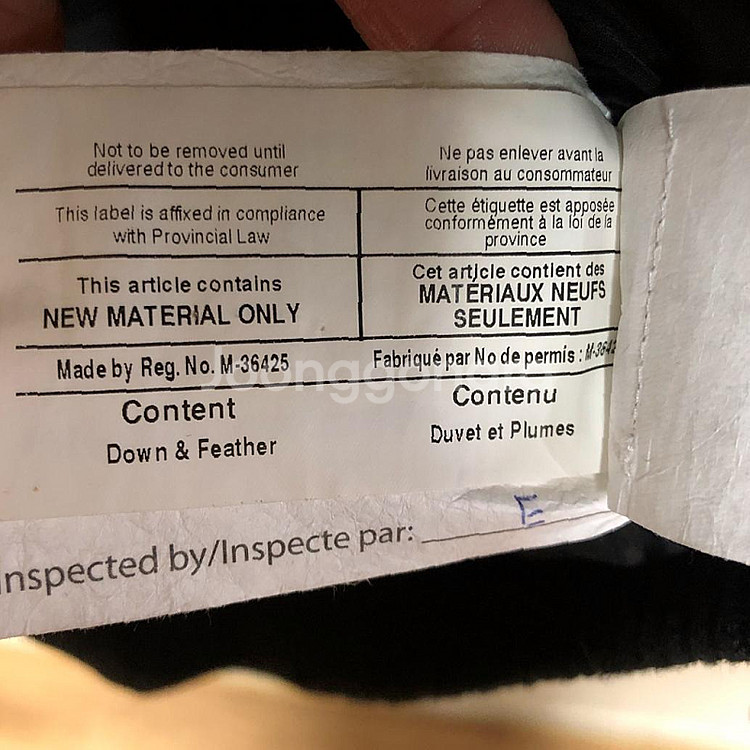 Not to be removed until
delivered to the consumer
Ne pas enlever avant la
livraison au consommateur
This label is affixed in compliance
with Provincial Law
Cette étiquette est apposée
conformément à la loi de la
province
This article contains
NEW MATERIAL ONLY
Cet article contient des
MATERIAUX NEUFS
SEULEMENT
Made by Reg. No. M-36425
Fabriqué par No de permis :
Content
Down & Feather
Contenu
Duvet et Plumes
Inspected by/Inspecte par: E